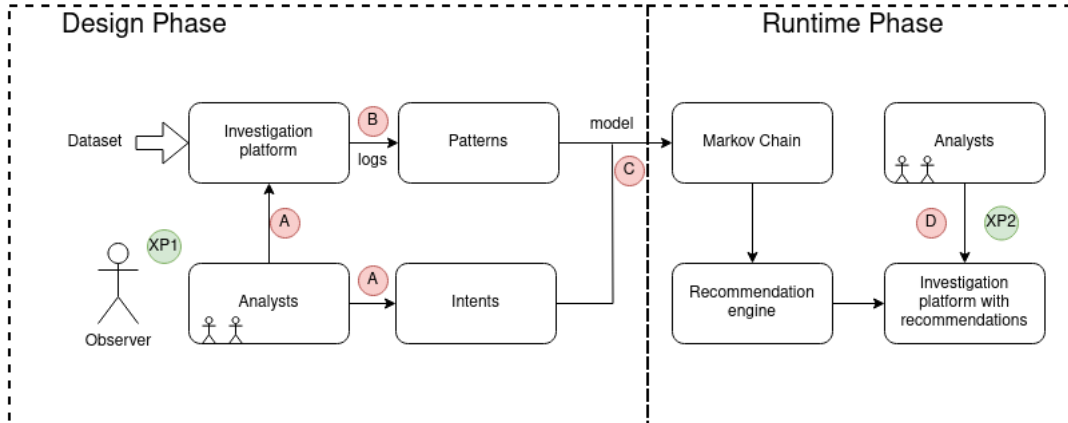 Design Phase
Runtime Phase
Dataset
Investigation
platform
B
logs
Patterns
model
C
Markov Chain
Analysts
A
XP1
Observer
Analysts
A
Intents
D
XP2
Recommendation
engine
Investigation
platform with
recommendations